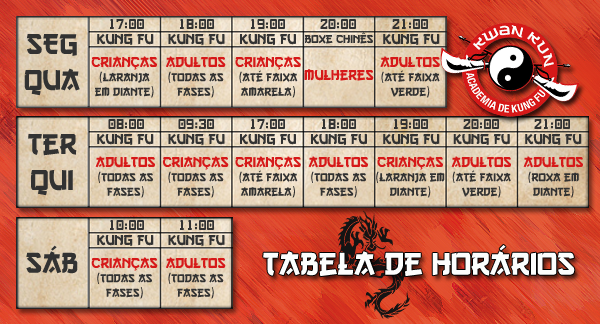 SEG
QUA
17:00
KUNG FU
CRIANÇAS
(LARANJA
EM DIANTE)
18:00
KUNG FU
ADULTOS
(TODAS AS
FASES)
19:00
KUNG FU
CRIANÇAS
(ATÉ FAIXA
AMARELA)
20:00
BOXE CHINÊS
MULHERES
21:00
KUNG FU
ADULTOS
(ATÉ FAIXA
VERDE)
KWAN KUN
ACADEMIA DE KUNG FU
TER
QUI
08:00
KUNG FU
ADULTOS
(TODAS AS
FASES)
09:30
KUNG FU
CRIANÇAS
(TODAS AS
FASES)
17:00
KUNG FU
CRIANÇAS
(ATÉ FAIXA
AMARELA)
18:00
KUNG FU
ADULTOS
(TODAS AS
FASES)
19:00
KUNG FU
CRIANÇAS
(LARANJA EM
DIANTE)
20:00
KUNG FU
ADULTOS
(ATÉ FAIXA
VERDE)
21:00
KUNG FU
ADULTOS
(ROXA EM
DIANTE)
SÁB
10:00
KUNG FU
CRIANÇAS
(TODAS AS
FASES)
11:00
KUNG FU
ADULTOS
(TODAS AS
FASES)
TABELA DE HORÁRIOS